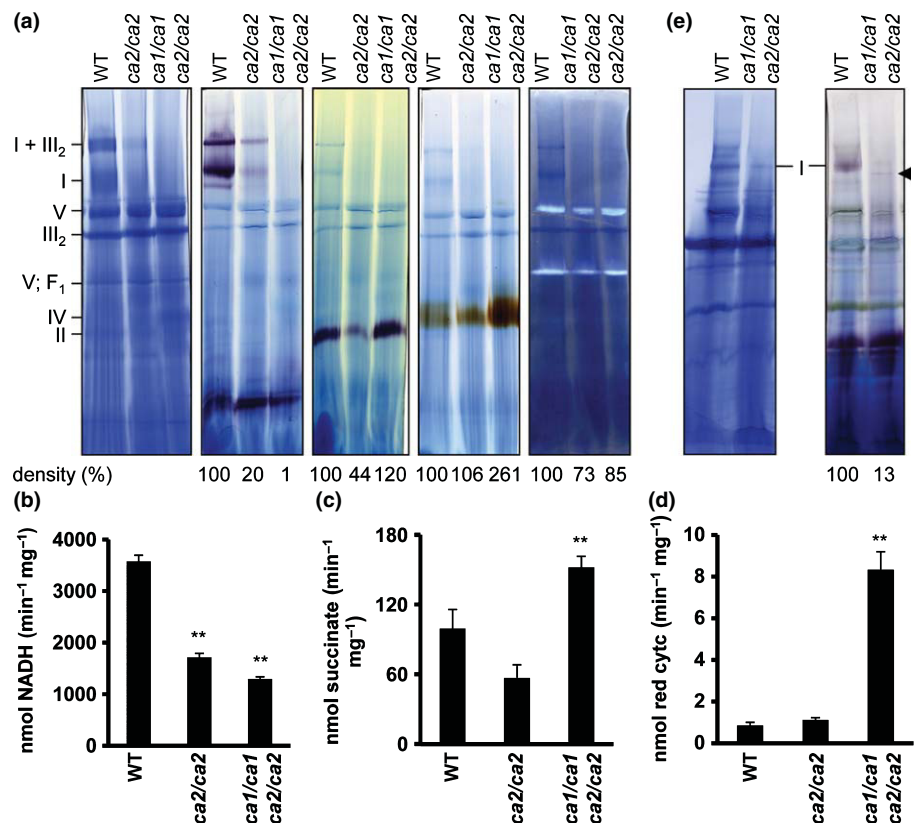 (a)
WT
ca2/ca2
ca1/ca1
ca2/ca2
WT
ca2/ca2
ca1/ca1
ca2/ca2
WT
ca2/ca2
ca1/ca1
ca2/ca2
WT
ca2/ca2
ca1/ca1
ca2/ca2
WT
ca1/ca1
ca2/ca2
ca2/ca2
I + III₂
I
V
III₂
V; F₁
IV
II
density (%)
100 20 1
100 44 120
100 106 261
100 73 85
(e)
WT
ca1/ca1
ca2/ca2
WT
ca1/ca1
ca2/ca2
I
100 13
(b)
nmol NADH (min⁻¹ mg⁻¹)
4000
3000
2000
1000
0
**
**
WT
ca2/ca2
ca1/ca1
ca2/ca2
(c)
nmol succinate (min⁻¹
mg⁻¹)
180
120
60
0
**
WT
ca2/ca2
ca1/ca1
ca2/ca2
(d)
nmol red cytc (min⁻¹ mg⁻¹)
10
8
6
4
2
0
**
WT
ca2/ca2
ca1/ca1
ca2/ca2